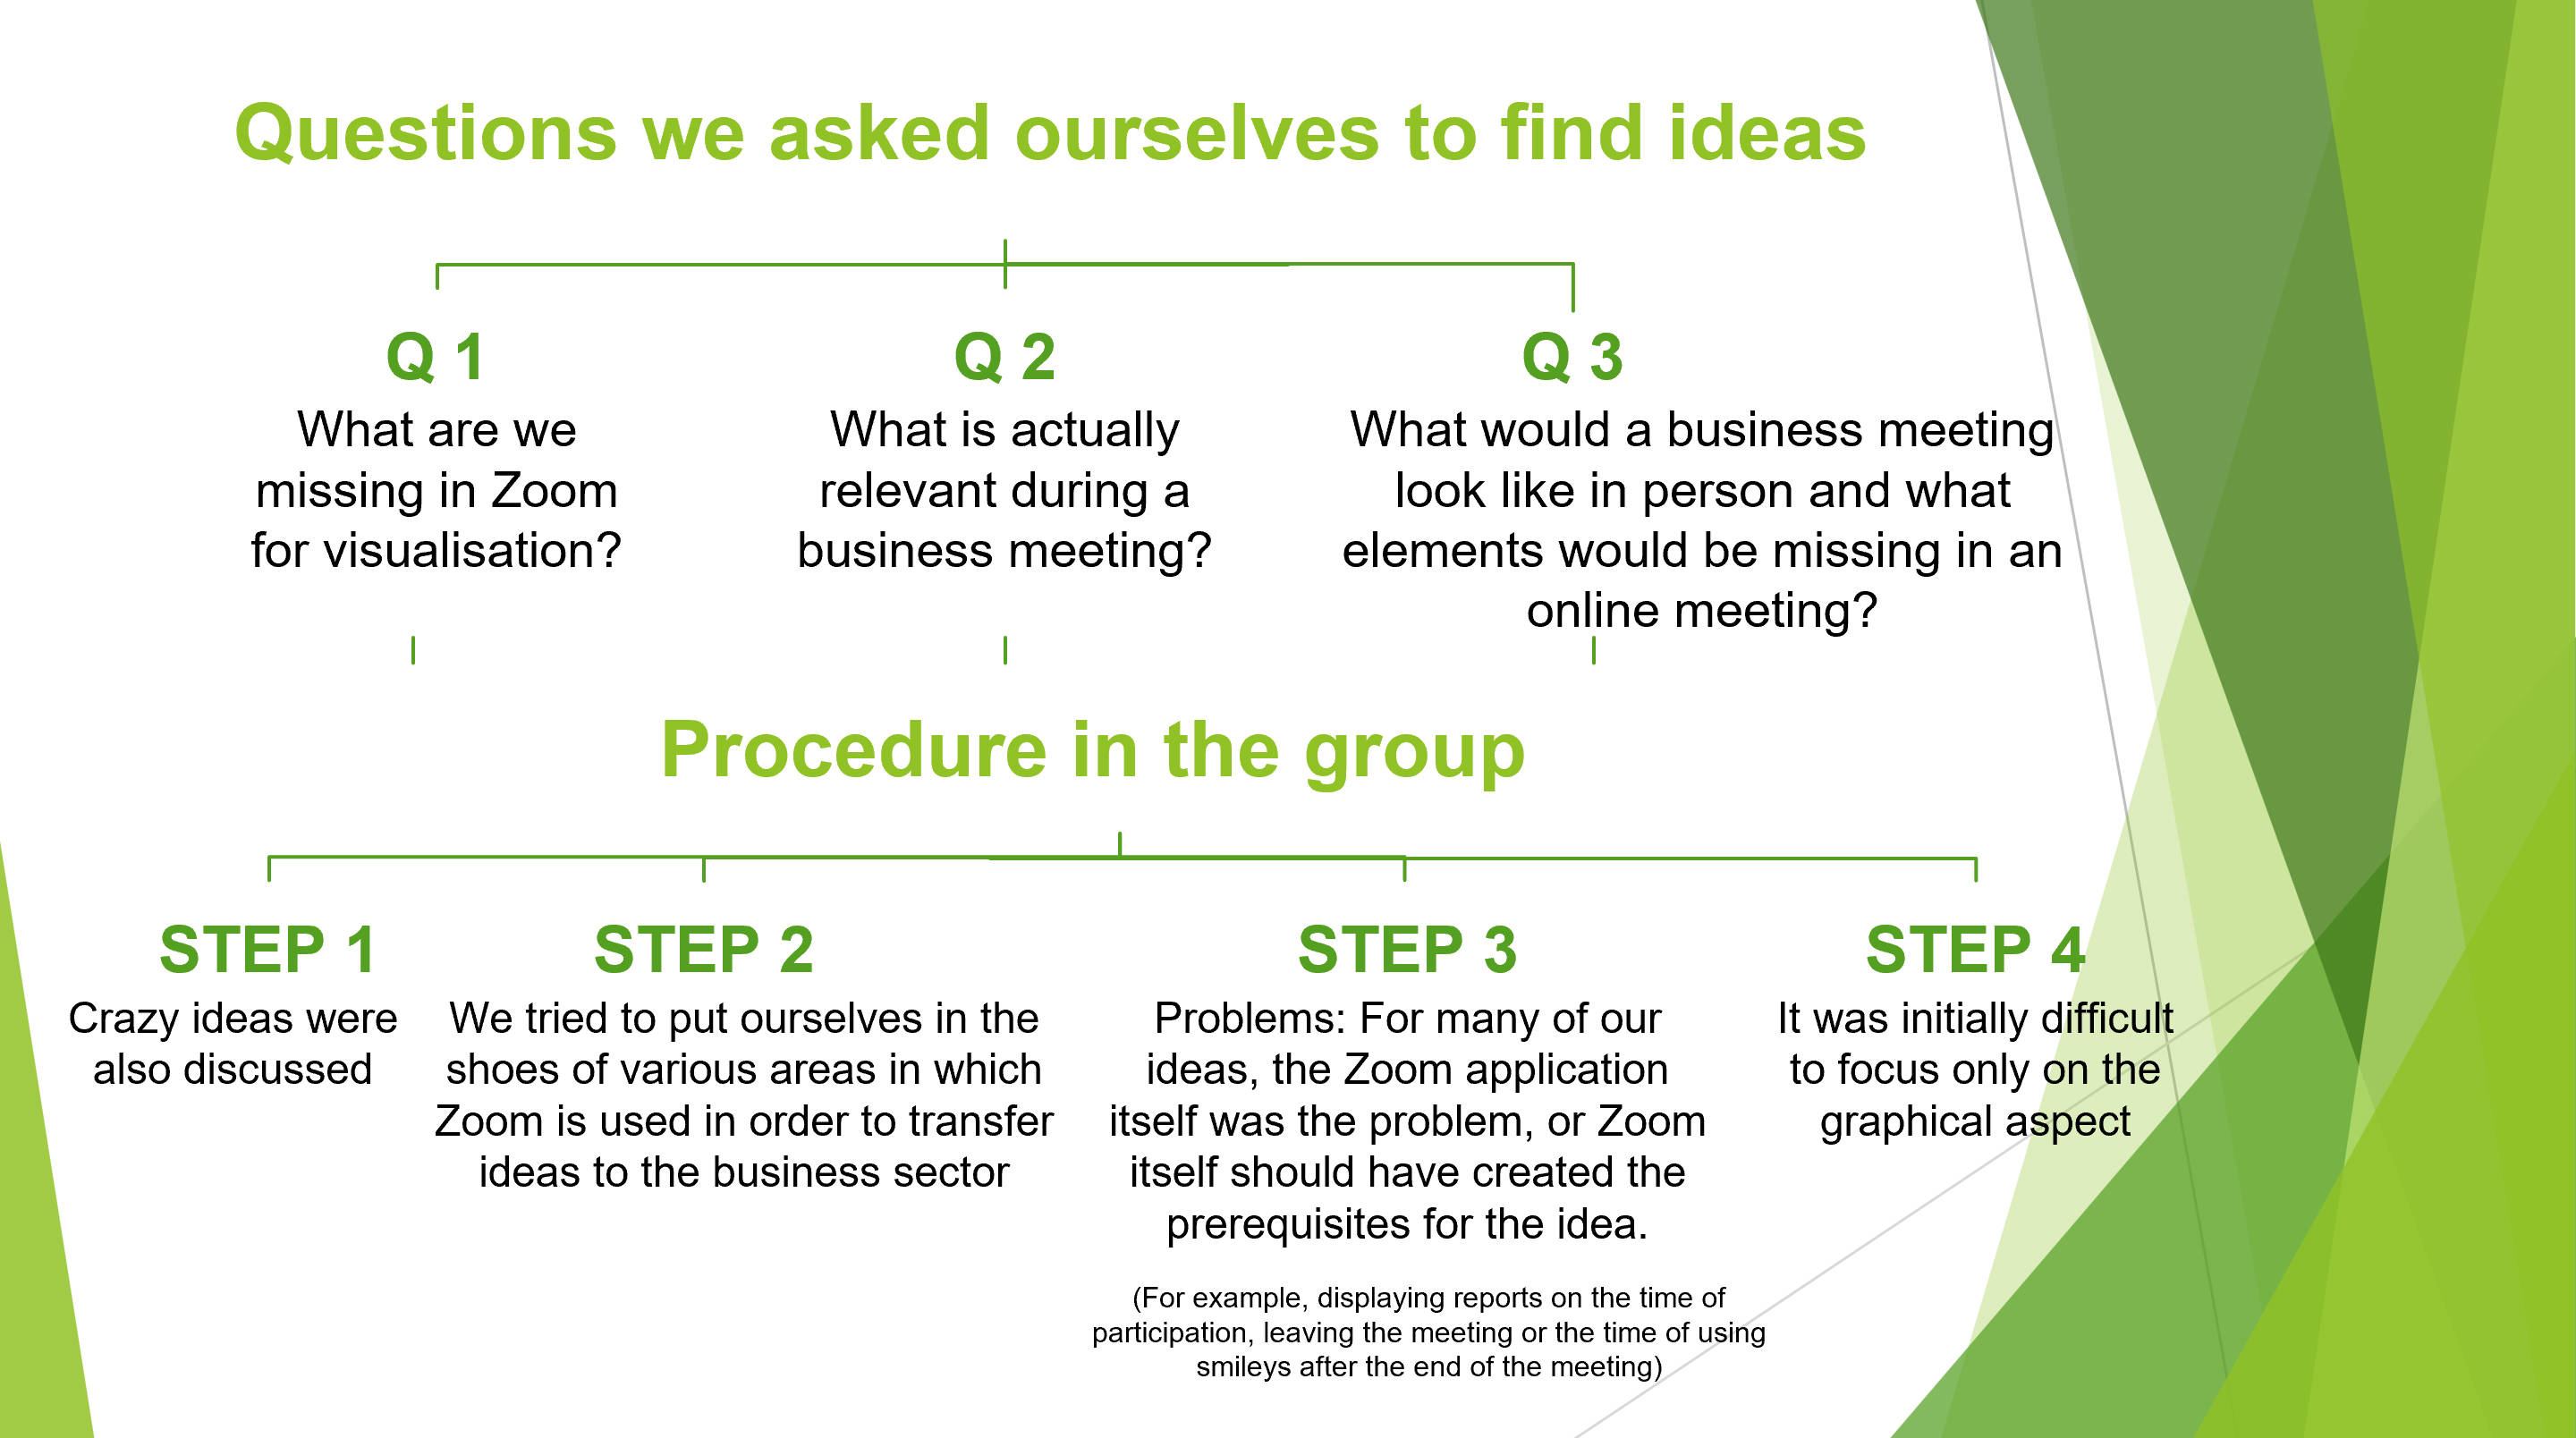 Questions we asked ourselves to find ideas
Q 1
What are we
missing in Zoom
for visualisation?
Q 2
What is actually
relevant during a
business meeting?
Q 3
What would a business meeting
look like in person and what
elements would be missing in an
online meeting?
Procedure in the group
STEP 1
Crazy ideas were
also discussed
STEP 2
We tried to put ourselves in the
shoes of various areas in which
Zoom is used in order to transfer
ideas to the business sector
STEP 3
Problems: For many of our
ideas, the Zoom application
itself was the problem, or Zoom
itself should have created the
prerequisites for the idea.
(For example, displaying reports on the time of
participation, leaving the meeting or the time of using
smileys after the end of the meeting)
STEP 4
It was initially difficult
to focus only on the
graphical aspect